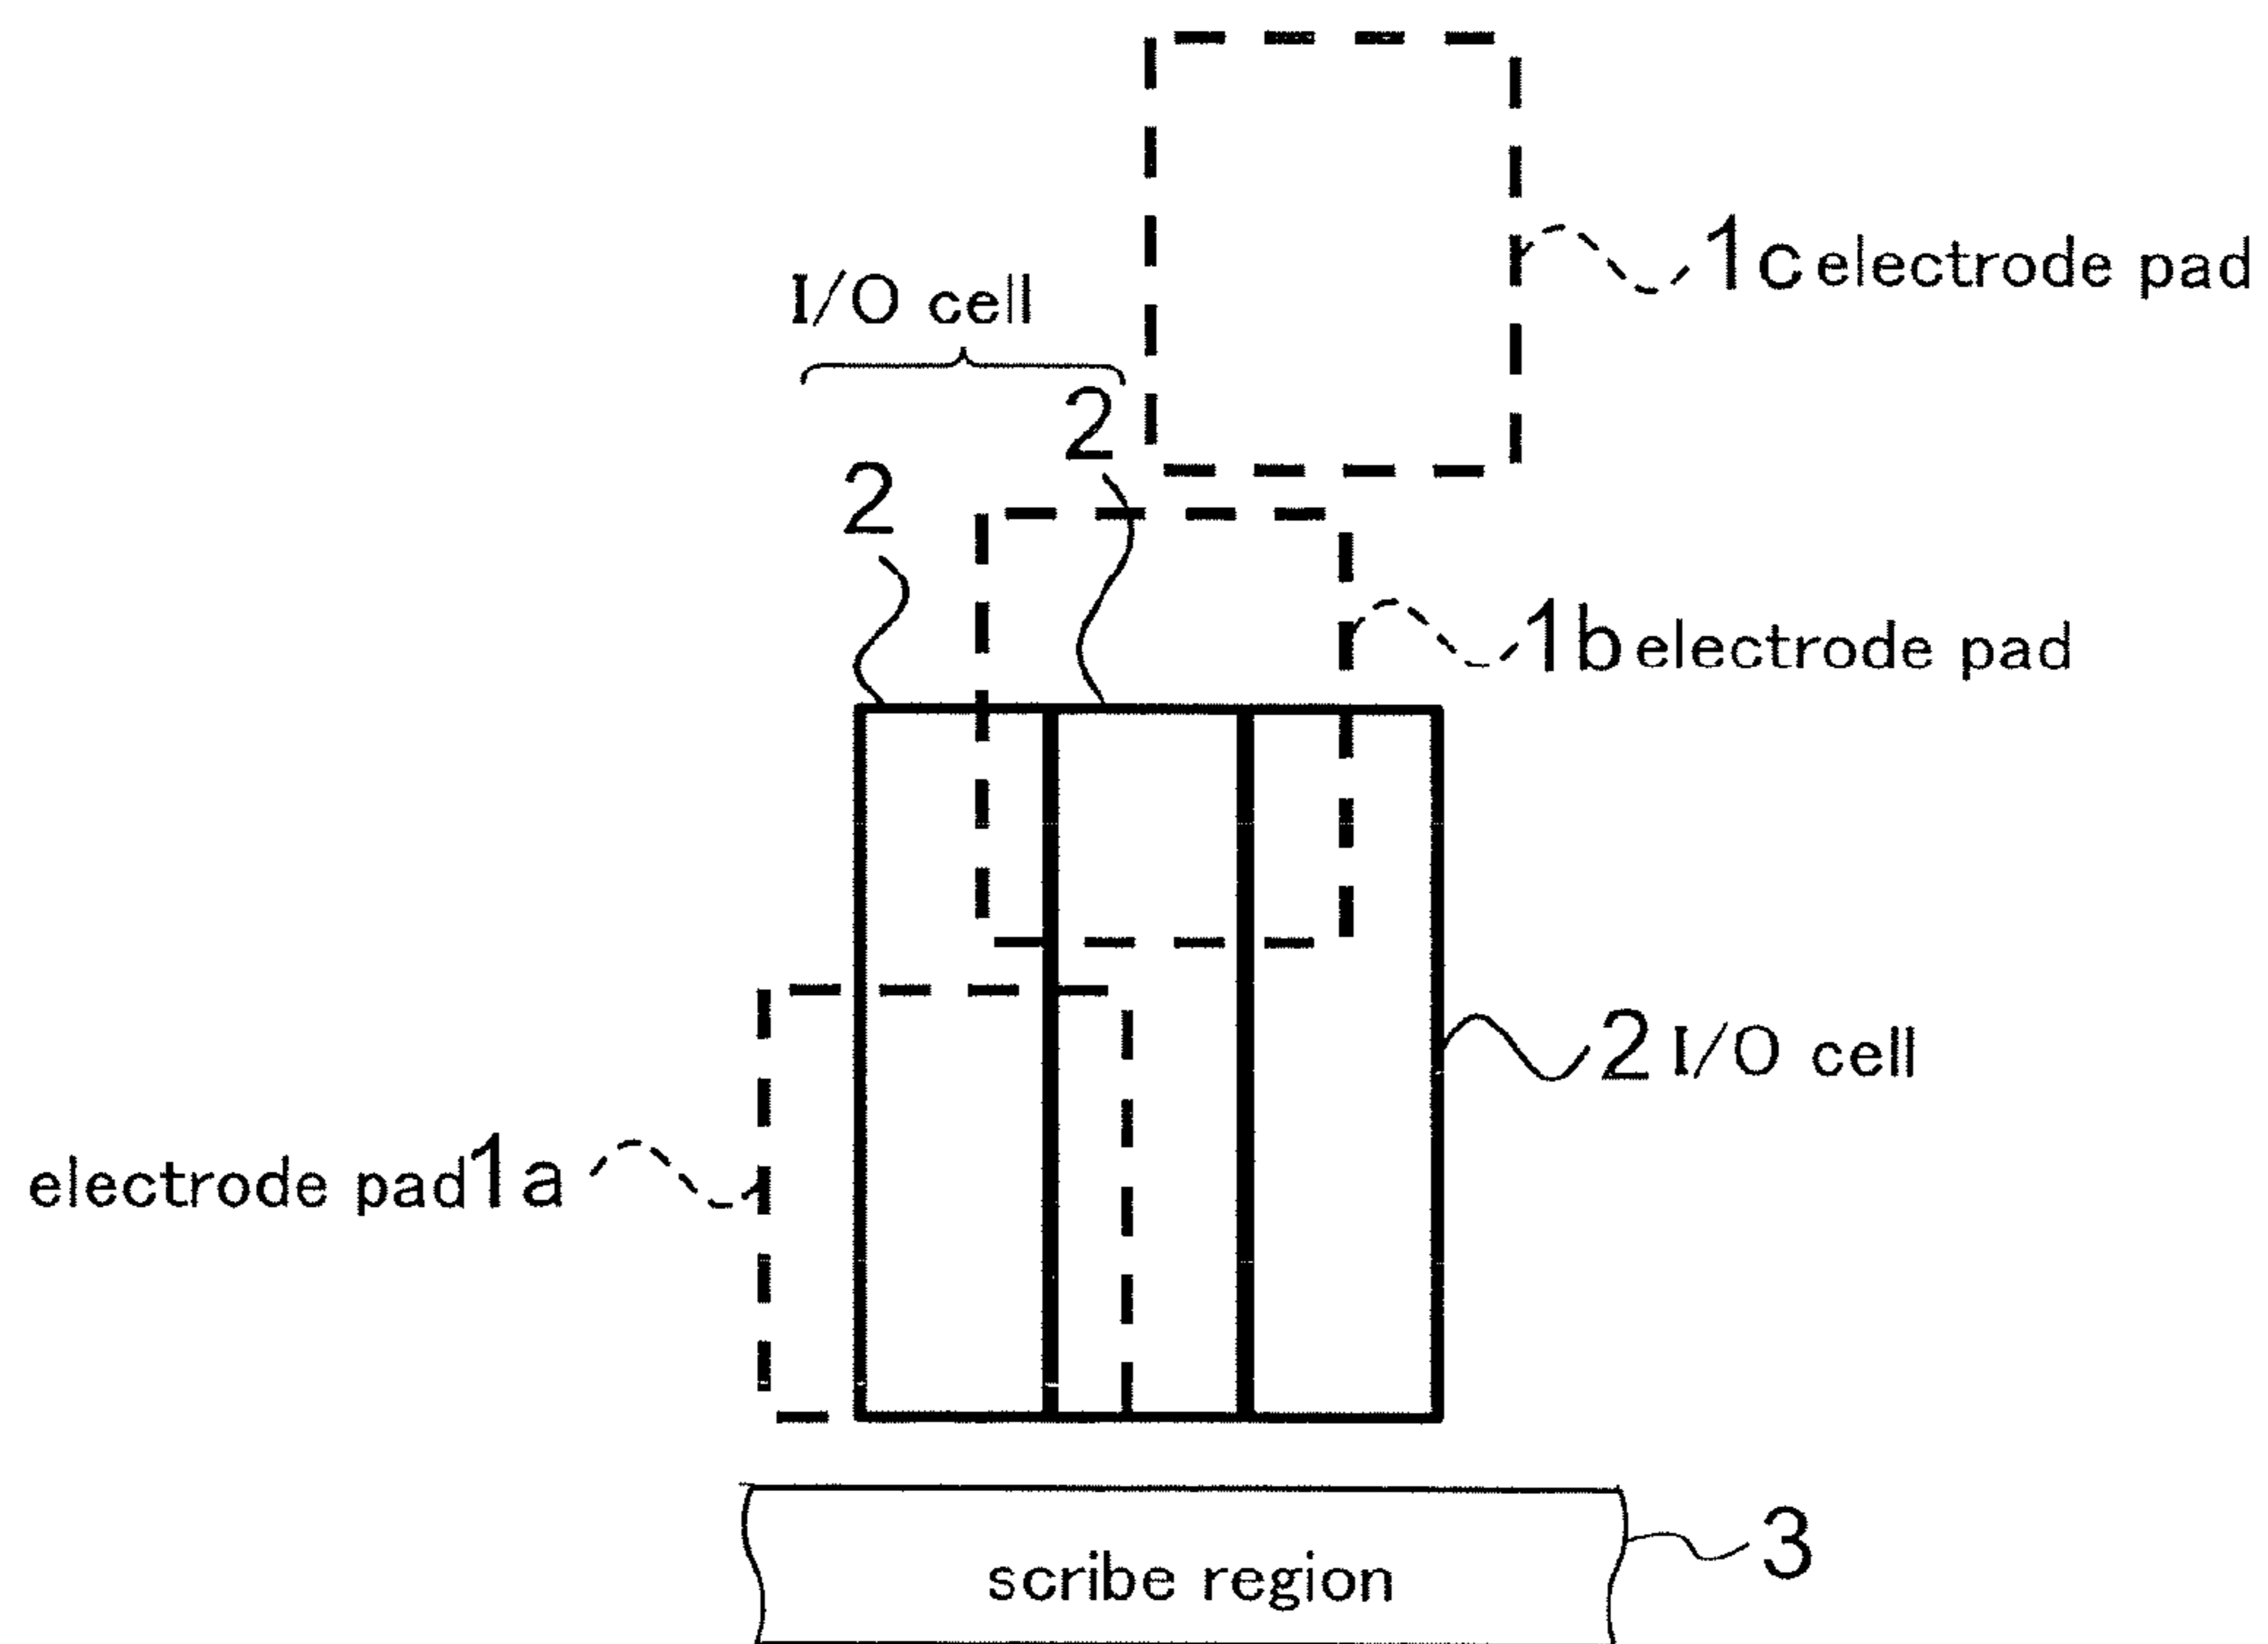 1c electrode pad
I/O cell
2
2
1b electrode pad
2 I/O cell
electrode pad 1a
3
scribe region